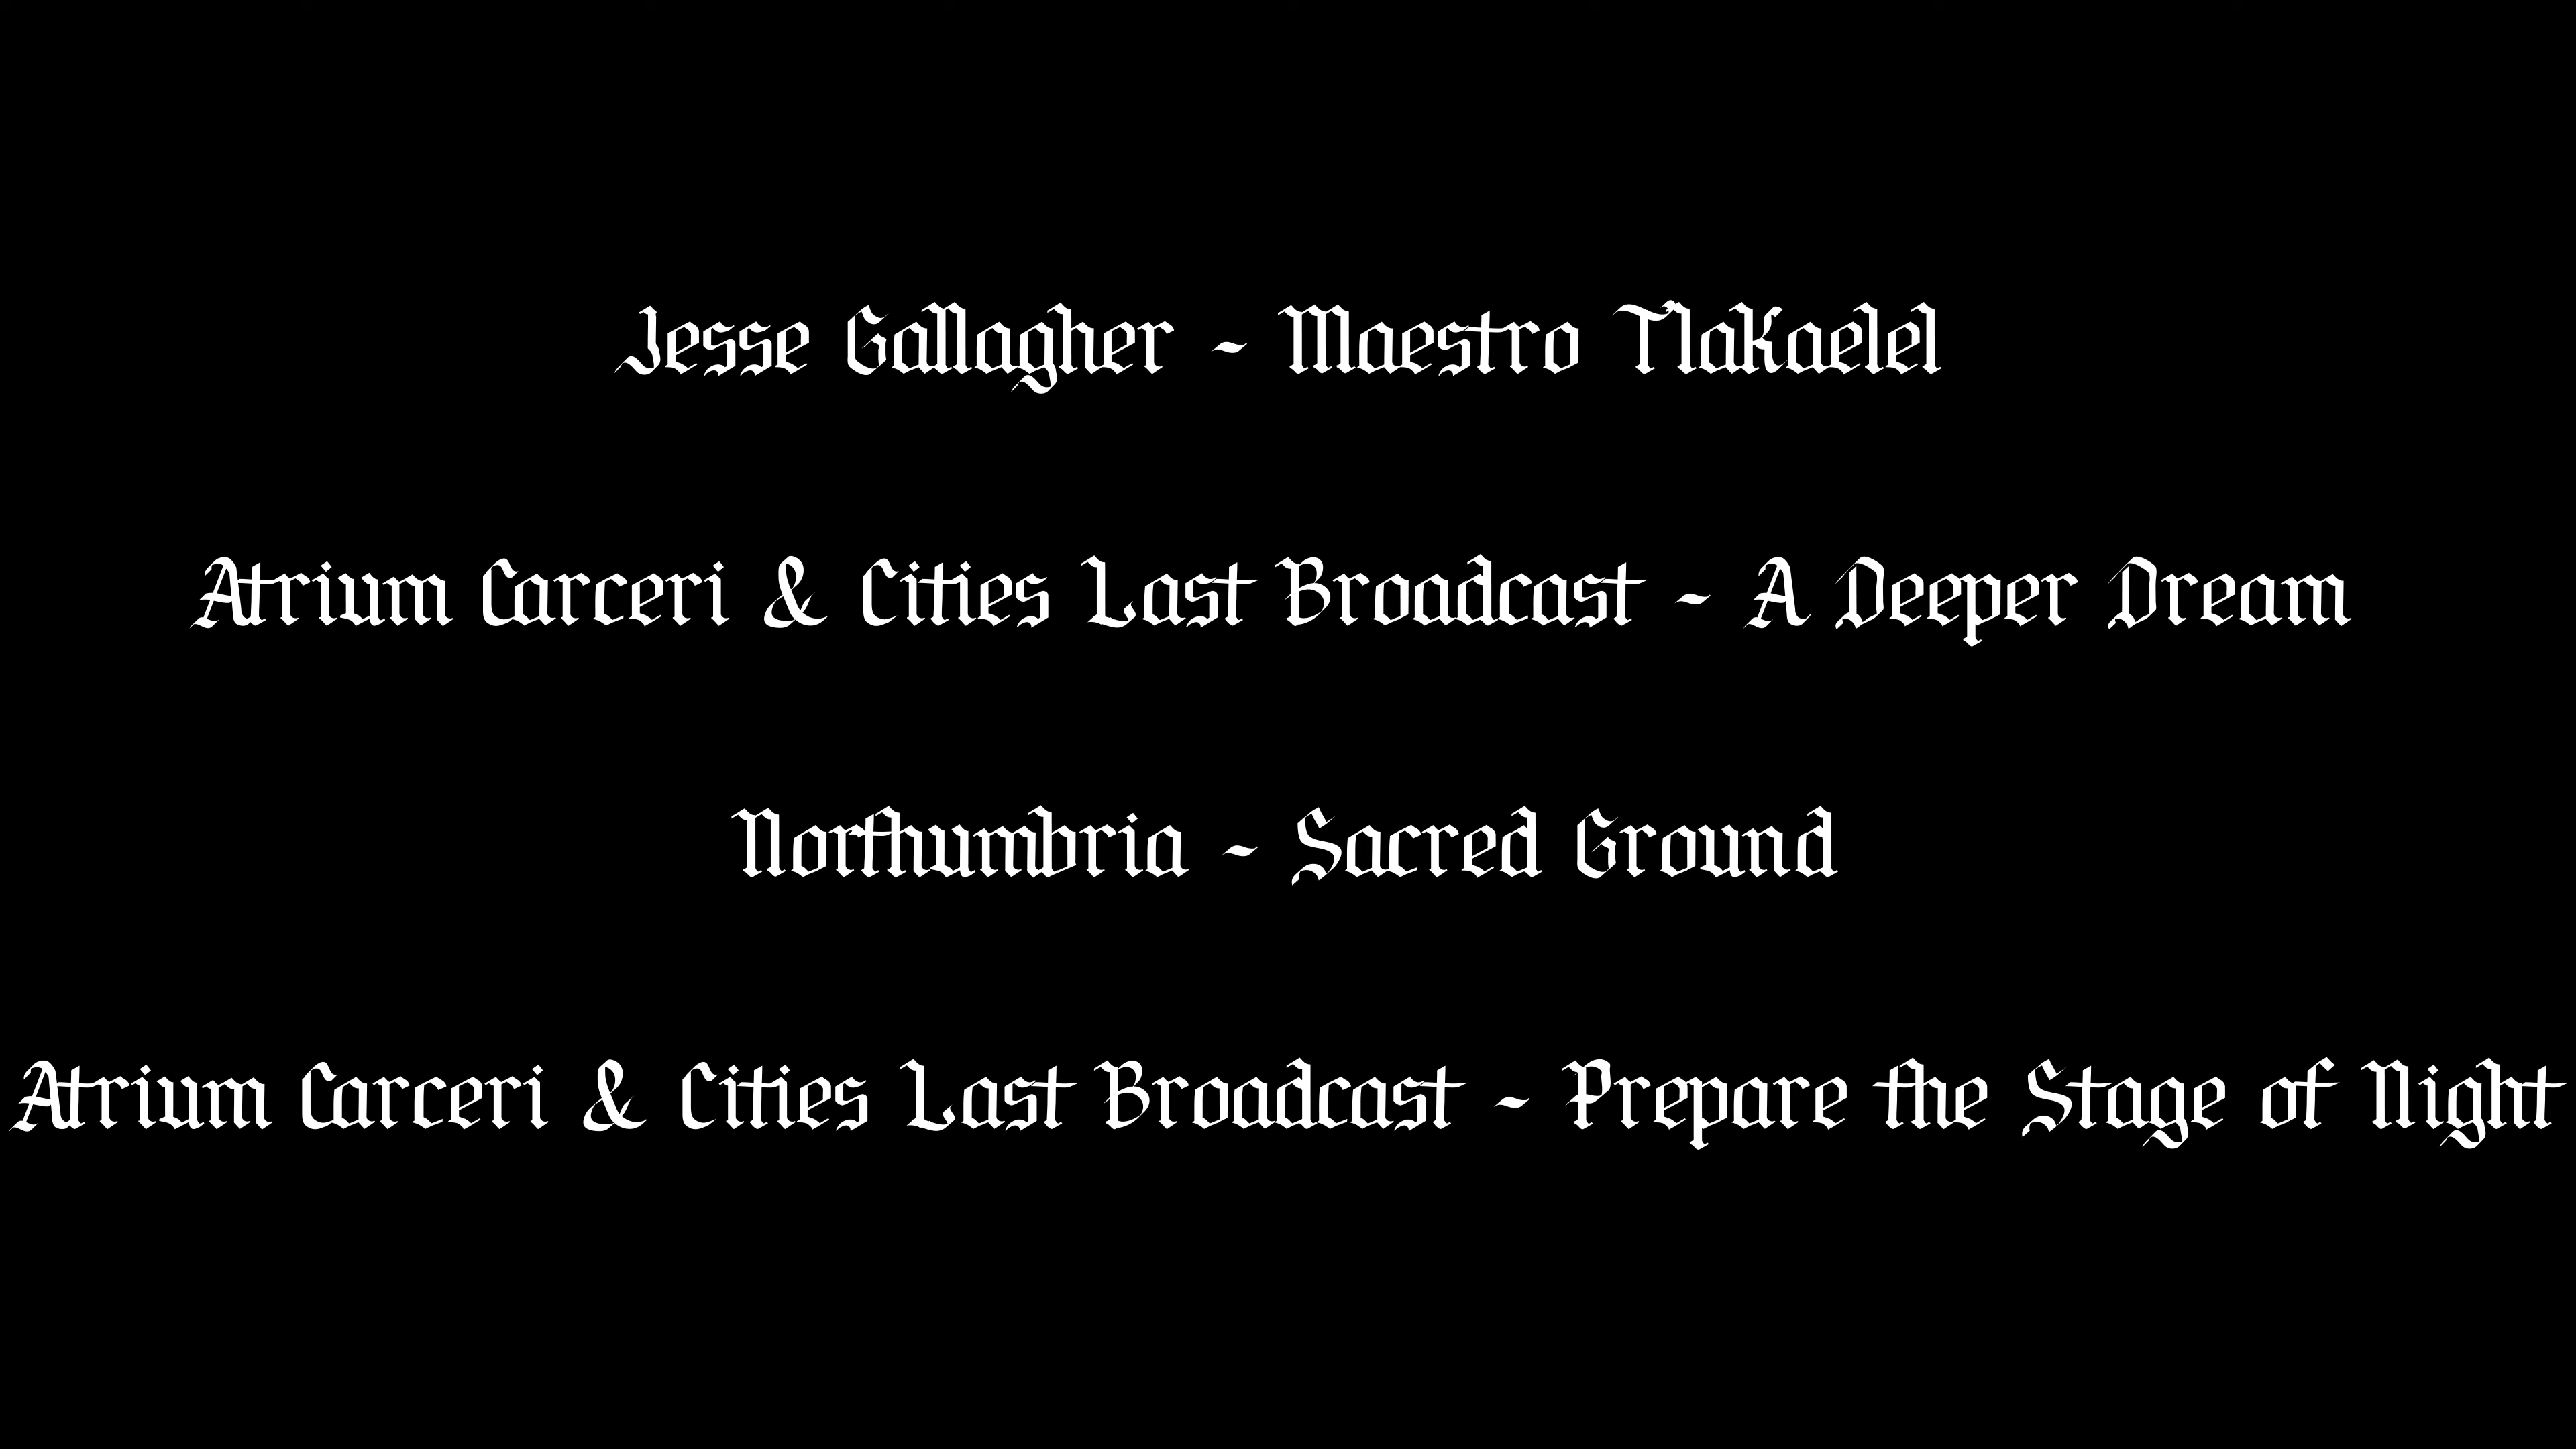 Jesse Gallagher - Maestro Tlakaelel
Atrium Carceri & Cities Last Broadcast - A Deeper Dream
Northumbria - Sacred Ground
Atrium Carceri & Cities Last Broadcast - Prepare the Stage of Night